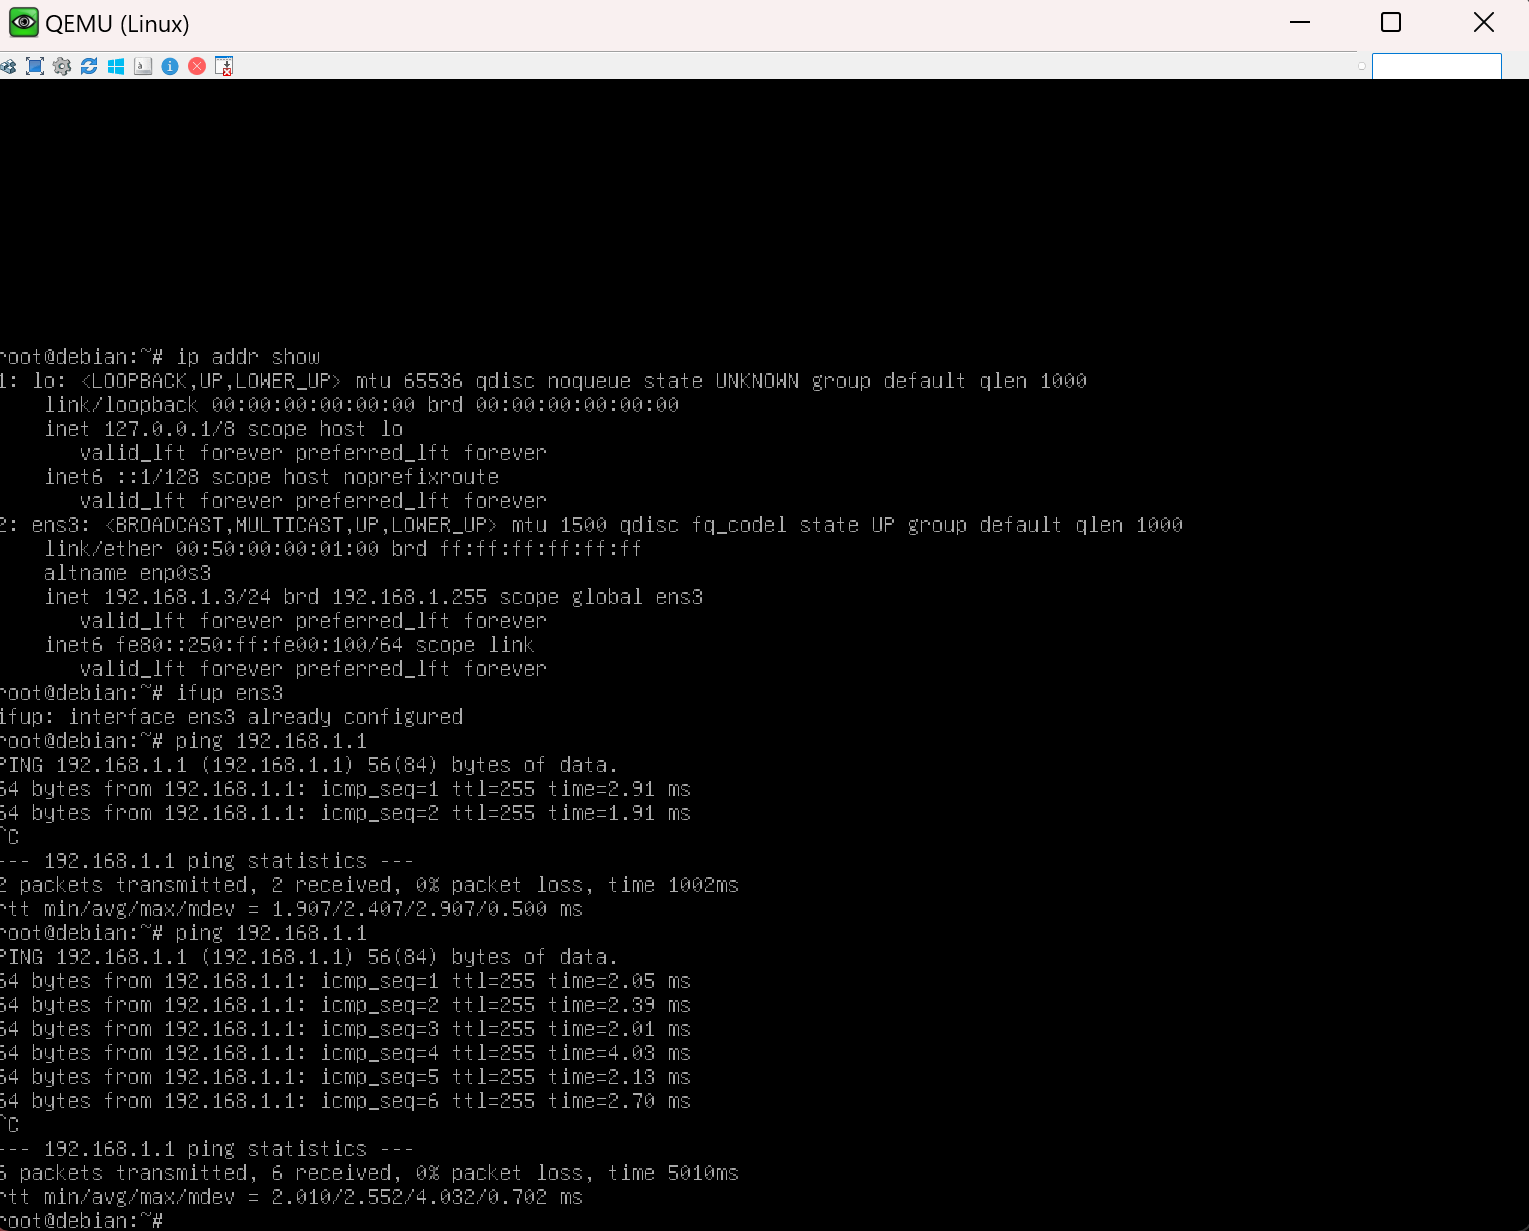 QEMU (Linux)
root@debian:~# ip addr show
1: lo: <LOOPBACK,UP,LOWER_UP> mtu 65536 qdisc noqueue state UNKNOWN group default qlen 1000
    link/loopback 00:00:00:00:00:00 brd 00:00:00:00:00:00
    inet 127.0.0.1/8 scope host lo
       valid_lft forever preferred_lft forever
    inet6 ::1/128 scope host noprefixroute
       valid_lft forever preferred_lft forever
2: ens3: <BROADCAST,MULTICAST,UP,LOWER_UP> mtu 1500 qdisc fq_codel state UP group default qlen 1000
    link/ether 00:50:00:00:01:00 brd ff:ff:ff:ff:ff:ff
    altname enp0s3
    inet 192.168.1.3/24 brd 192.168.1.255 scope global ens3
       valid_lft forever preferred_lft forever
    inet6 fe80::250:ff:fe00:100/64 scope link
       valid_lft forever preferred_lft forever
root@debian:~# ifup ens3
ifup: interface ens3 already configured
root@debian:~# ping 192.168.1.1
PING 192.168.1.1 (192.168.1.1) 56(84) bytes of data.
64 bytes from 192.168.1.1: icmp_seq=1 ttl=255 time=2.91 ms
64 bytes from 192.168.1.1: icmp_seq=2 ttl=255 time=1.91 ms
^C
--- 192.168.1.1 ping statistics ---
2 packets transmitted, 2 received, 0% packet loss, time 1002ms
rtt min/avg/max/mdev = 1.907/2.407/2.907/0.500 ms
root@debian:~# ping 192.168.1.1
PING 192.168.1.1 (192.168.1.1) 56(84) bytes of data.
64 bytes from 192.168.1.1: icmp_seq=1 ttl=255 time=2.05 ms
64 bytes from 192.168.1.1: icmp_seq=2 ttl=255 time=2.39 ms
64 bytes from 192.168.1.1: icmp_seq=3 ttl=255 time=2.01 ms
64 bytes from 192.168.1.1: icmp_seq=4 ttl=255 time=4.03 ms
64 bytes from 192.168.1.1: icmp_seq=5 ttl=255 time=2.13 ms
64 bytes from 192.168.1.1: icmp_seq=6 ttl=255 time=2.70 ms
^C
--- 192.168.1.1 ping statistics ---
6 packets transmitted, 6 received, 0% packet loss, time 5010ms
rtt min/avg/max/mdev = 2.010/2.552/4.032/0.702 ms
root@debian:~#